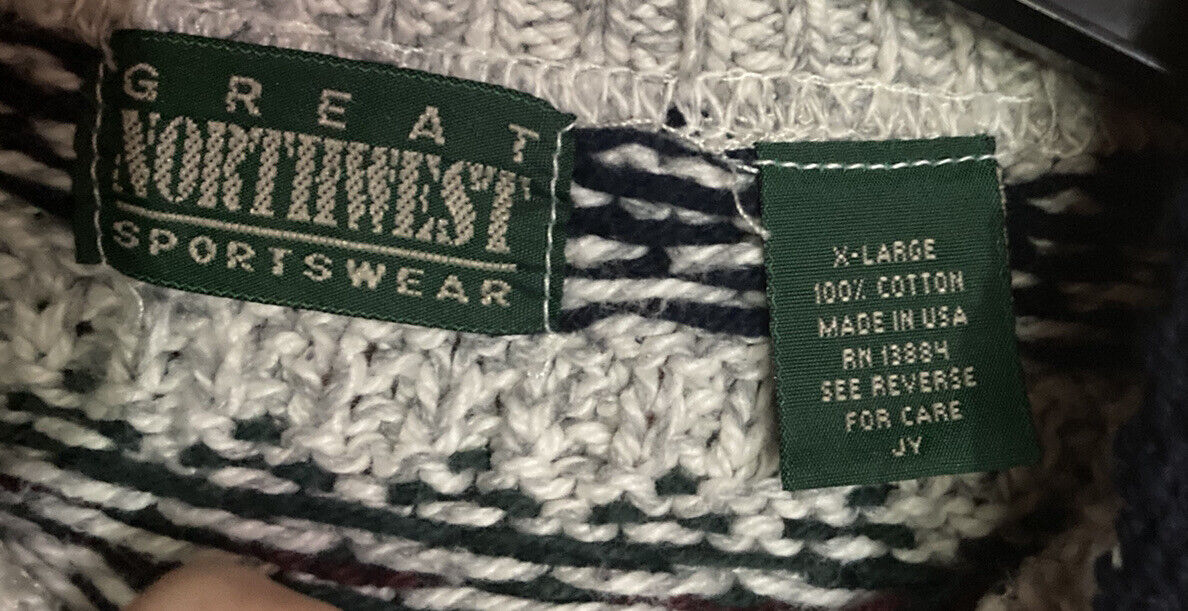 GREAT
NORTHWEST
SPORTSWEAR
X-LARGE
100% COTTON
MADE IN USA
RN 13884
SEE REVERSE
FOR CARE
JY